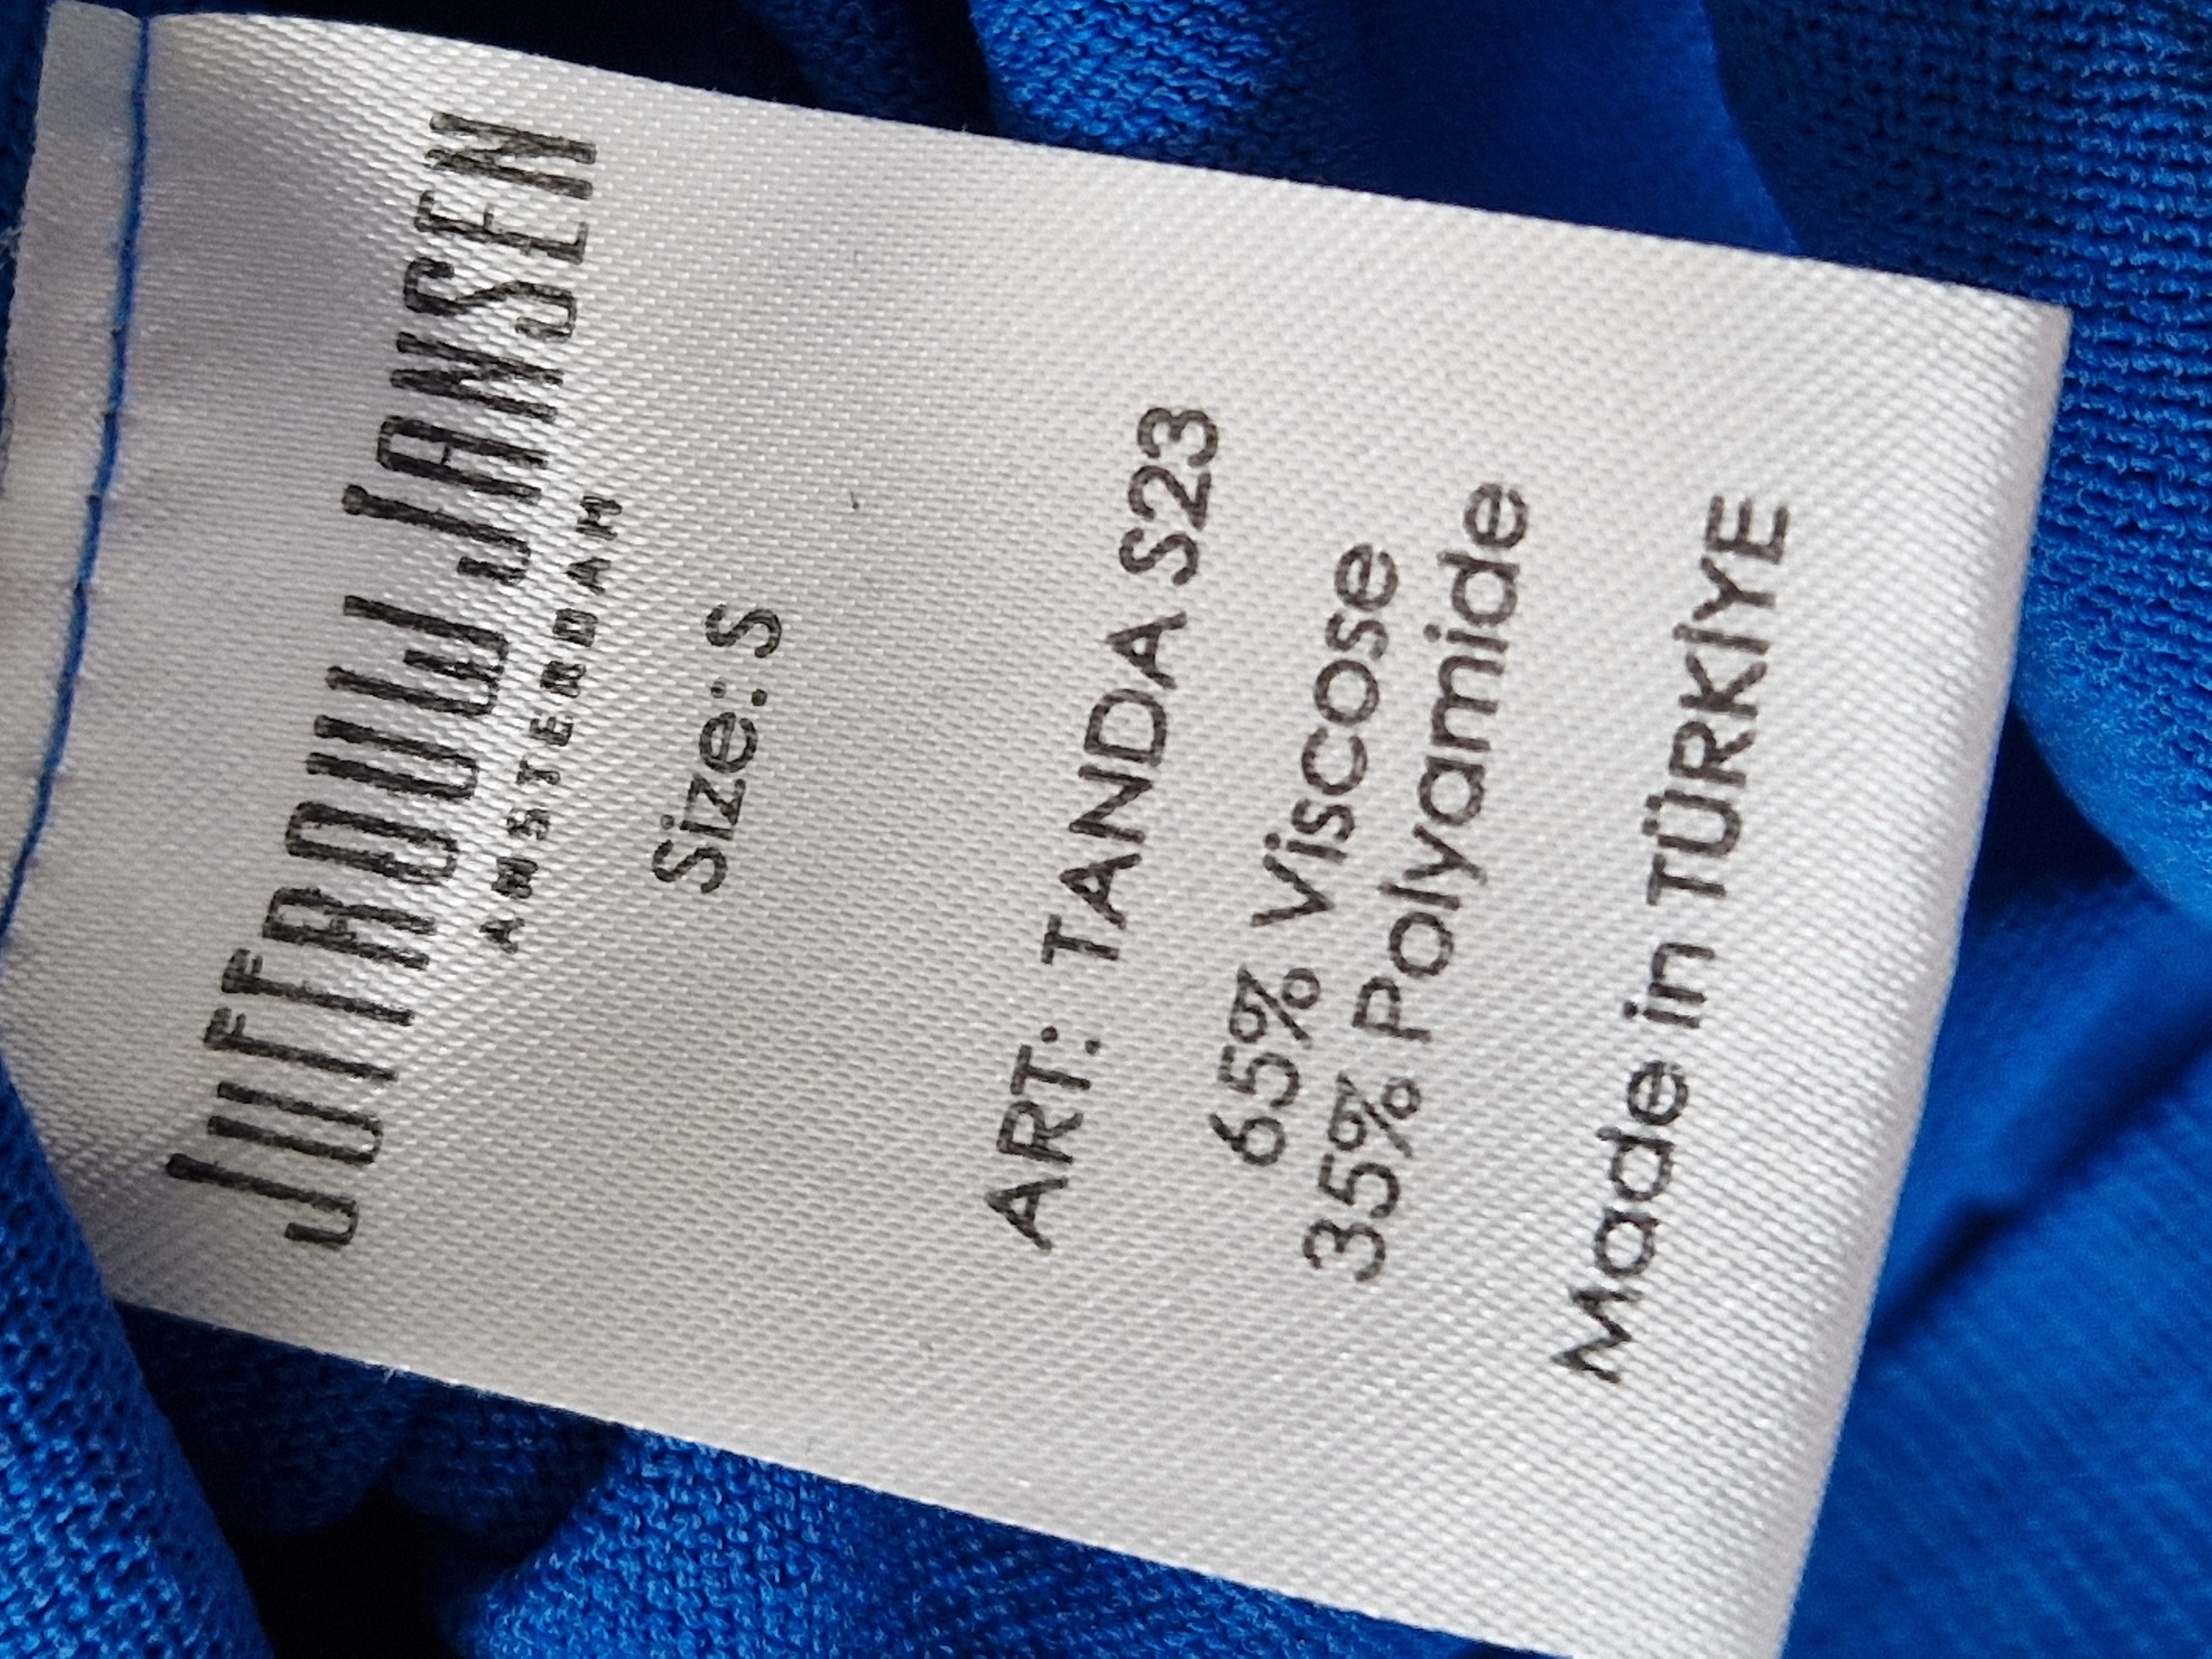 JUFFROUW JANSEN
AMSTERDAM
Size: S
ART: TANDA S23
65% Viscose
35% Polyamide
Made in TÜRKİYE